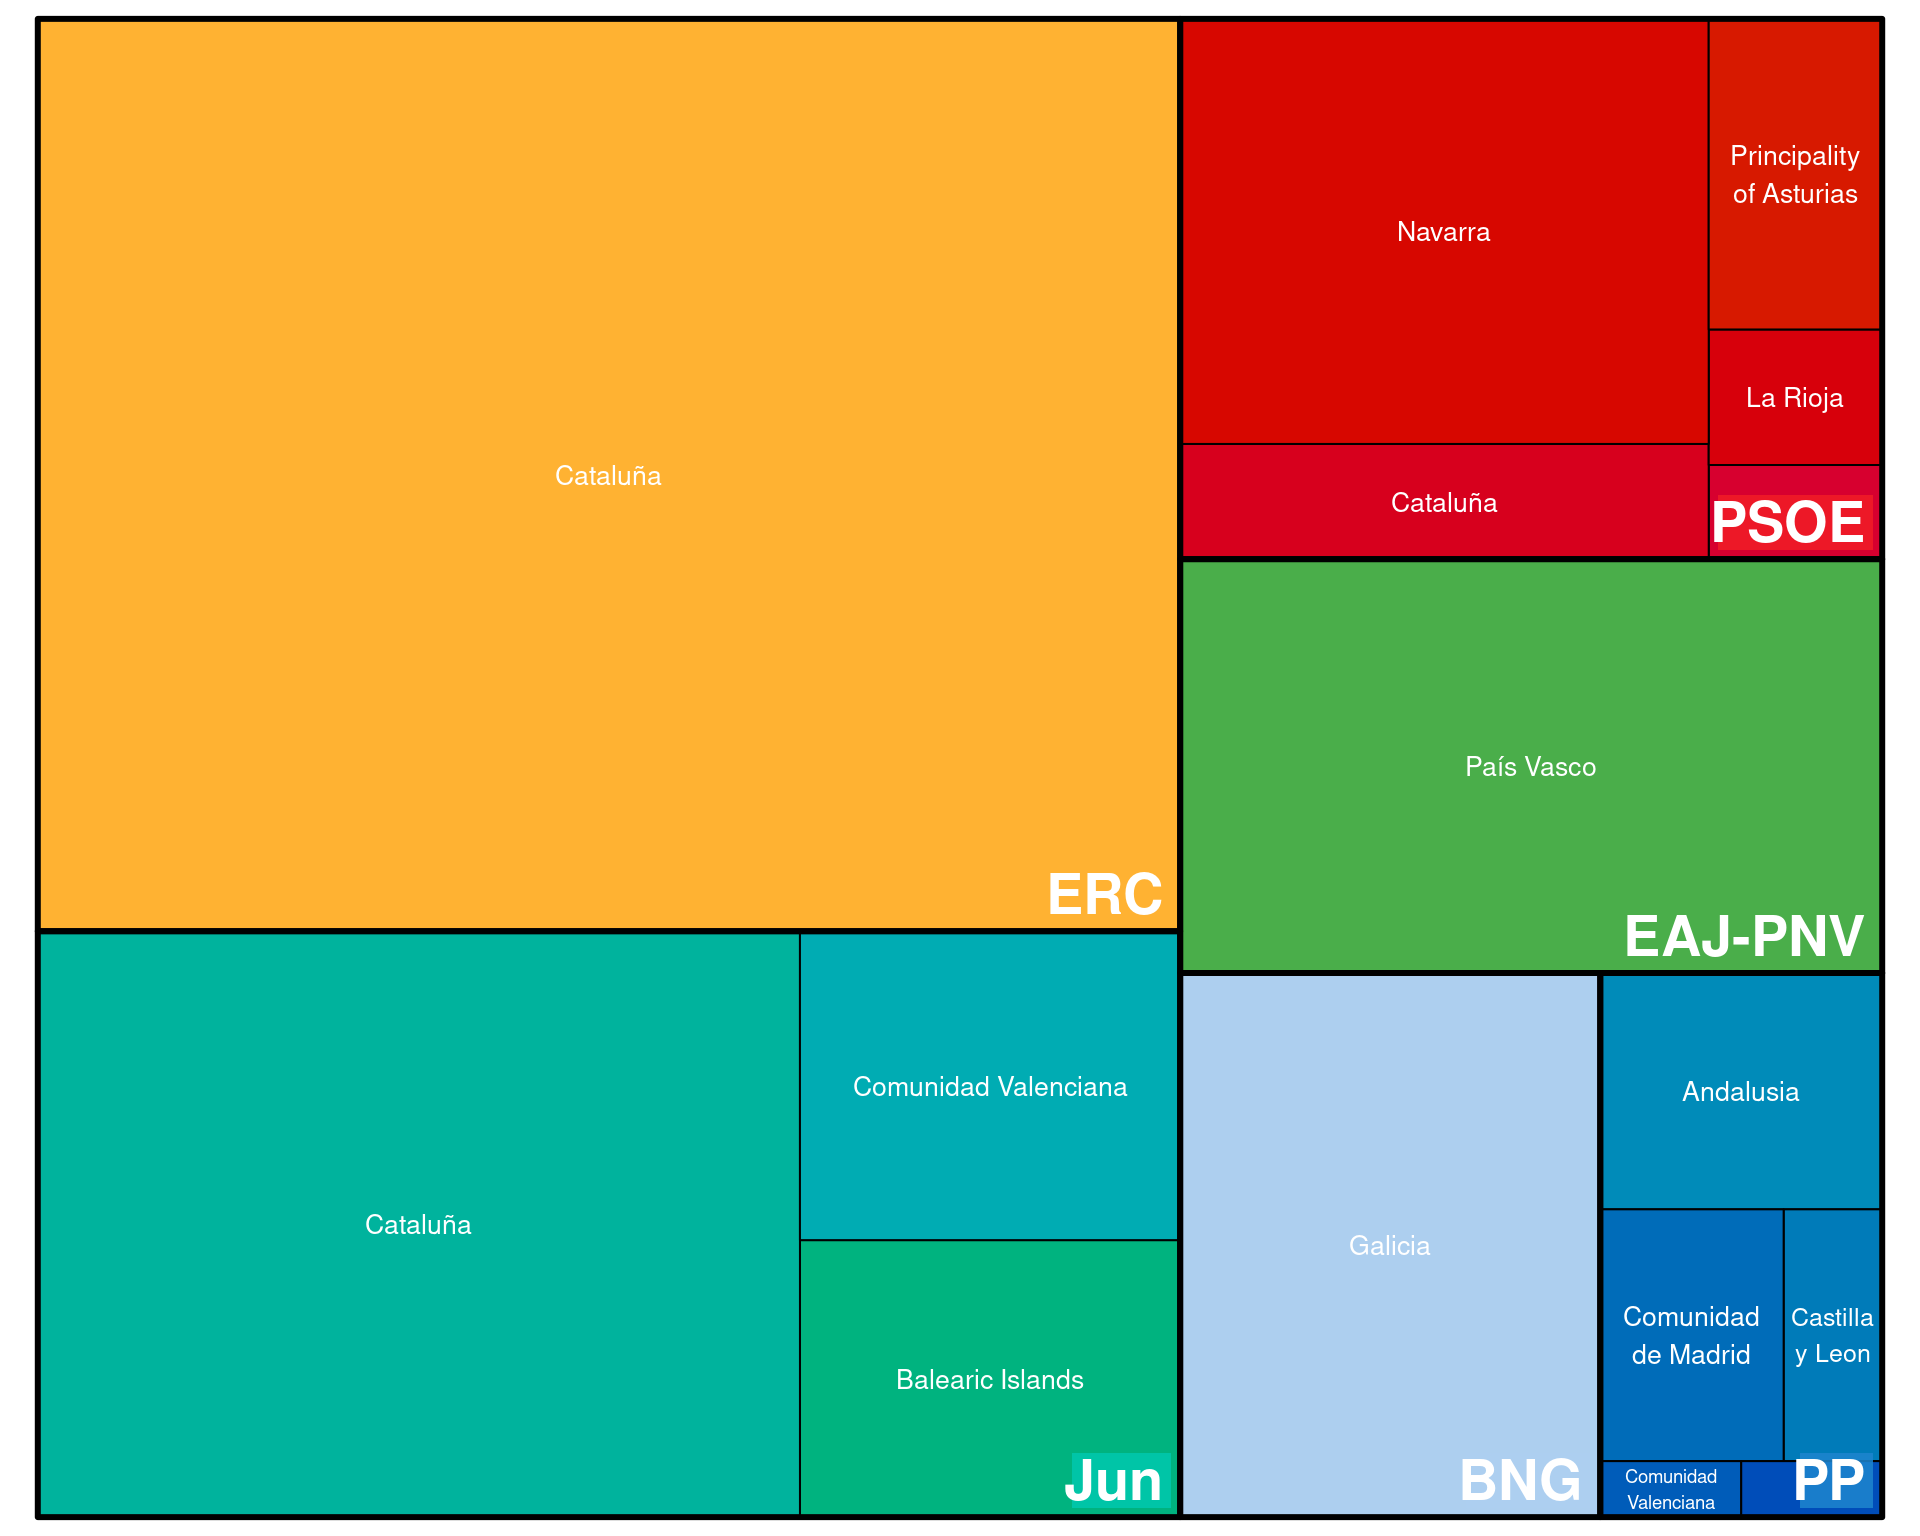 Cataluña
ERC
Navarra
Principality
of Asturias
La Rioja
Cataluña
PSOE
País Vasco
EAJ-PNV
Cataluña
Comunidad Valenciana
Balearic Islands
Jun
Galicia
BNG
Andalusia
Comunidad
de Madrid
Castilla
y Leon
Comunidad
Valenciana
PP